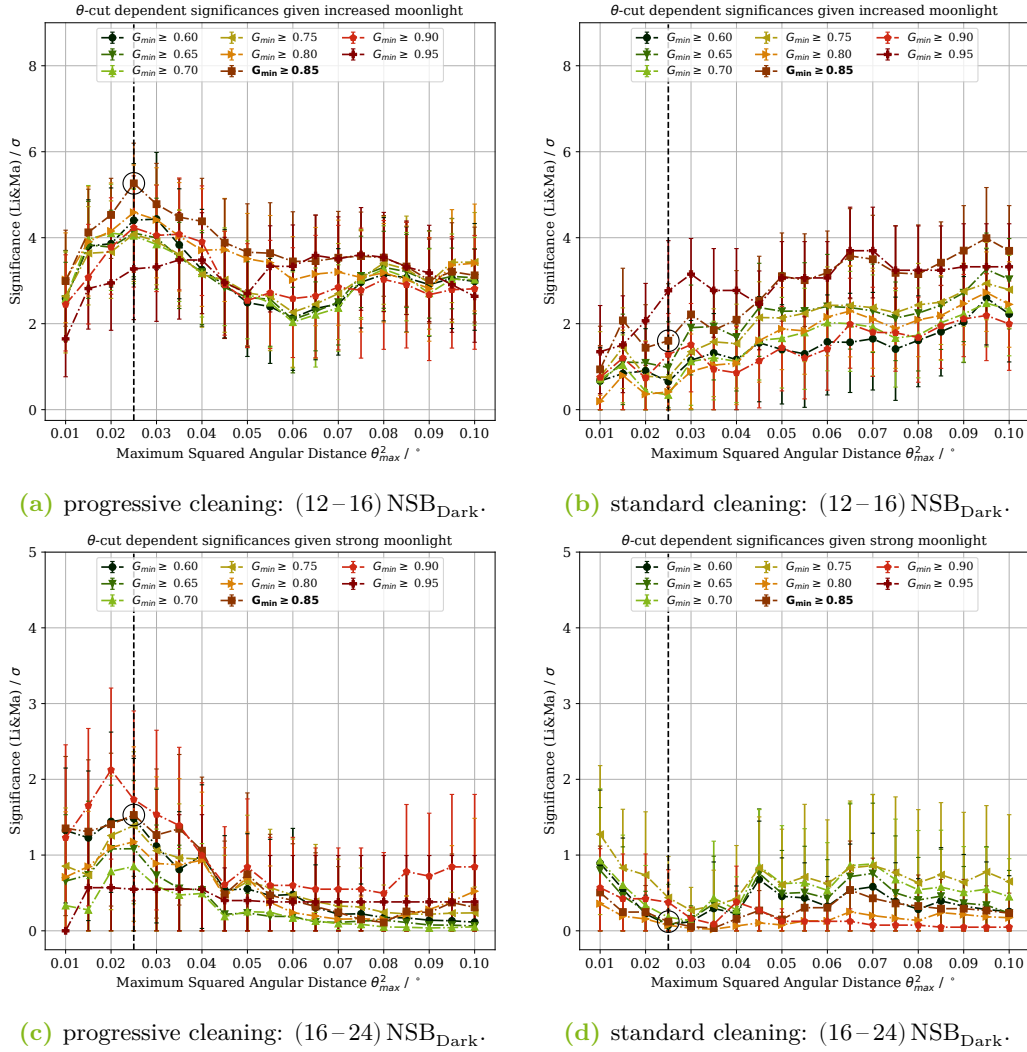 θ-cut dependent significances given increased moonlight
G_min ≥ 0.60 G_min ≥ 0.75 G_min ≥ 0.90
G_min ≥ 0.65 G_min ≥ 0.80 G_min ≥ 0.95
G_min ≥ 0.70 G_min ≥ 0.85
8
6
4
2
0
Significance (Li&Ma) / σ
0.01 0.02 0.03 0.04 0.05 0.06 0.07 0.08 0.09 0.10
Maximum Squared Angular Distance θ²_max / °
(a) progressive cleaning: (12–16) NSB_Dark.
θ-cut dependent significances given increased moonlight
G_min ≥ 0.60 G_min ≥ 0.75 G_min ≥ 0.90
G_min ≥ 0.65 G_min ≥ 0.80 G_min ≥ 0.95
G_min ≥ 0.70 G_min ≥ 0.85
8
6
4
2
0
Significance (Li&Ma) / σ
0.01 0.02 0.03 0.04 0.05 0.06 0.07 0.08 0.09 0.10
Maximum Squared Angular Distance θ²_max / °
(b) standard cleaning: (12–16) NSB_Dark.
θ-cut dependent significances given strong moonlight
G_min ≥ 0.60 G_min ≥ 0.75 G_min ≥ 0.90
G_min ≥ 0.65 G_min ≥ 0.80 G_min ≥ 0.95
G_min ≥ 0.70 G_min ≥ 0.85
5
4
3
2
1
0
Significance (Li&Ma) / σ
0.01 0.02 0.03 0.04 0.05 0.06 0.07 0.08 0.09 0.10
Maximum Squared Angular Distance θ²_max / °
(c) progressive cleaning: (16–24) NSB_Dark.
θ-cut dependent significances given strong moonlight
G_min ≥ 0.60 G_min ≥ 0.75 G_min ≥ 0.90
G_min ≥ 0.65 G_min ≥ 0.80 G_min ≥ 0.95
G_min ≥ 0.70 G_min ≥ 0.85
5
4
3
2
1
0
Significance (Li&Ma) / σ
0.01 0.02 0.03 0.04 0.05 0.06 0.07 0.08 0.09 0.10
Maximum Squared Angular Distance θ²_max / °
(d) standard cleaning: (16–24) NSB_Dark.